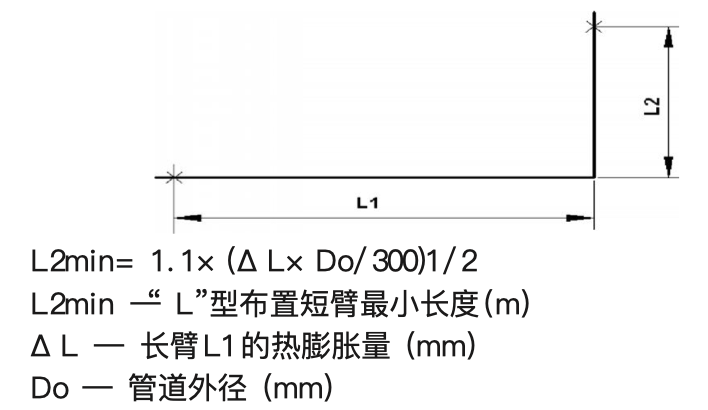 L2
L1
L2min= 1.1× (Δ L× Do/300)1/2
L2min —“ L”型布置短臂最小长度(m)
Δ L — 长臂L1的热膨胀量 (mm)
Do — 管道外径 (mm)